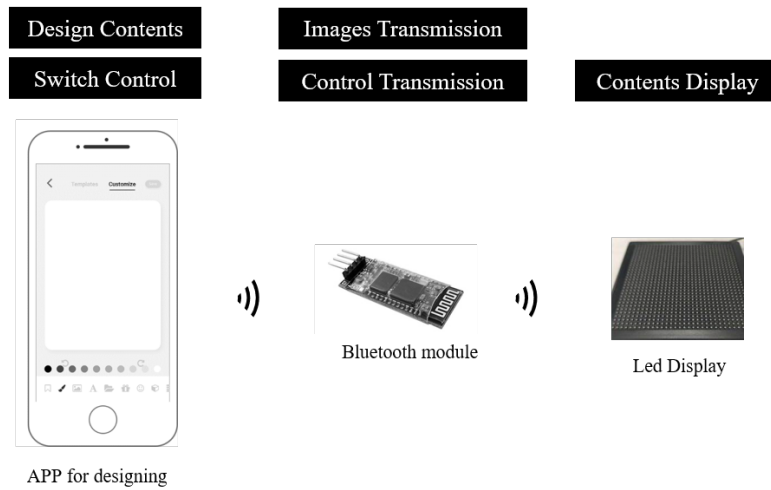 Design Contents
Images Transmission
Switch Control
Control Transmission
Contents Display
Templates
Customize
Bluetooth module
Led Display
APP for designing